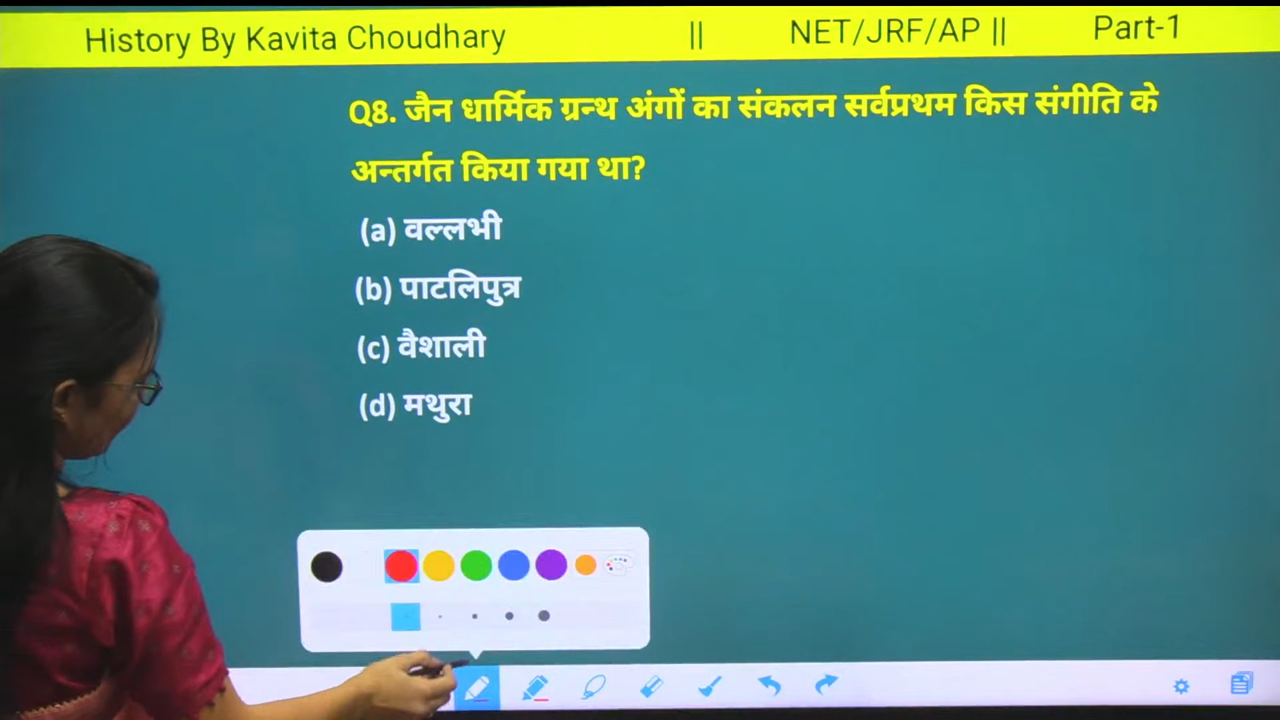 History By Kavita Choudhary || NET/JRF/AP || Part-1
Q8. जैन धार्मिक ग्रन्थ अंगों का संकलन सर्वप्रथम किस संगीति के
अन्तर्गत किया गया था?
(a) वल्लभी
(b) पाटलिपुत्र
(c) वैशाली
(d) मथुरा